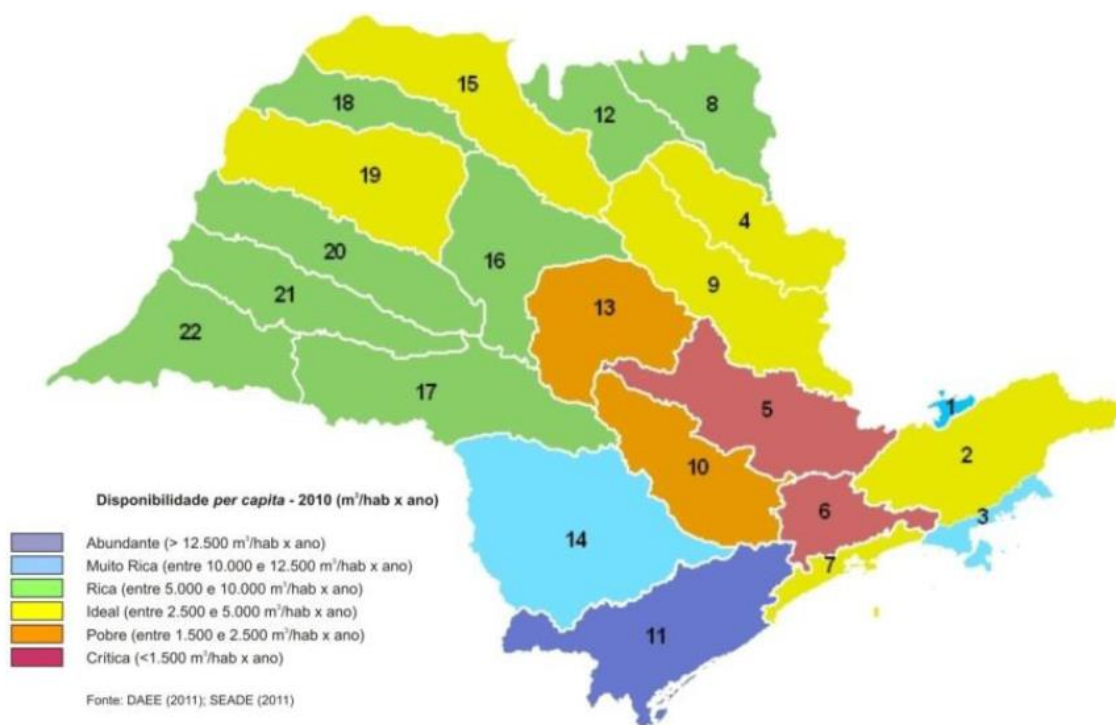 15
18
12
8
19
4
20
16
9
21
13
22
17
5
1
2
10
6
3
14
7
11
Disponibilidade per capita - 2010 (m³/hab x ano)
Abundante (> 12.500 m³/hab x ano)
Muito Rica (entre 10.000 e 12.500 m³/hab x ano)
Rica (entre 5.000 e 10.000 m³/hab x ano)
Ideal (entre 2.500 e 5.000 m³/hab x ano)
Pobre (entre 1.500 e 2.500 m³/hab x ano)
Crítica (<1.500 m³/hab x ano)
Fonte: DAEE (2011); SEADE (2011)